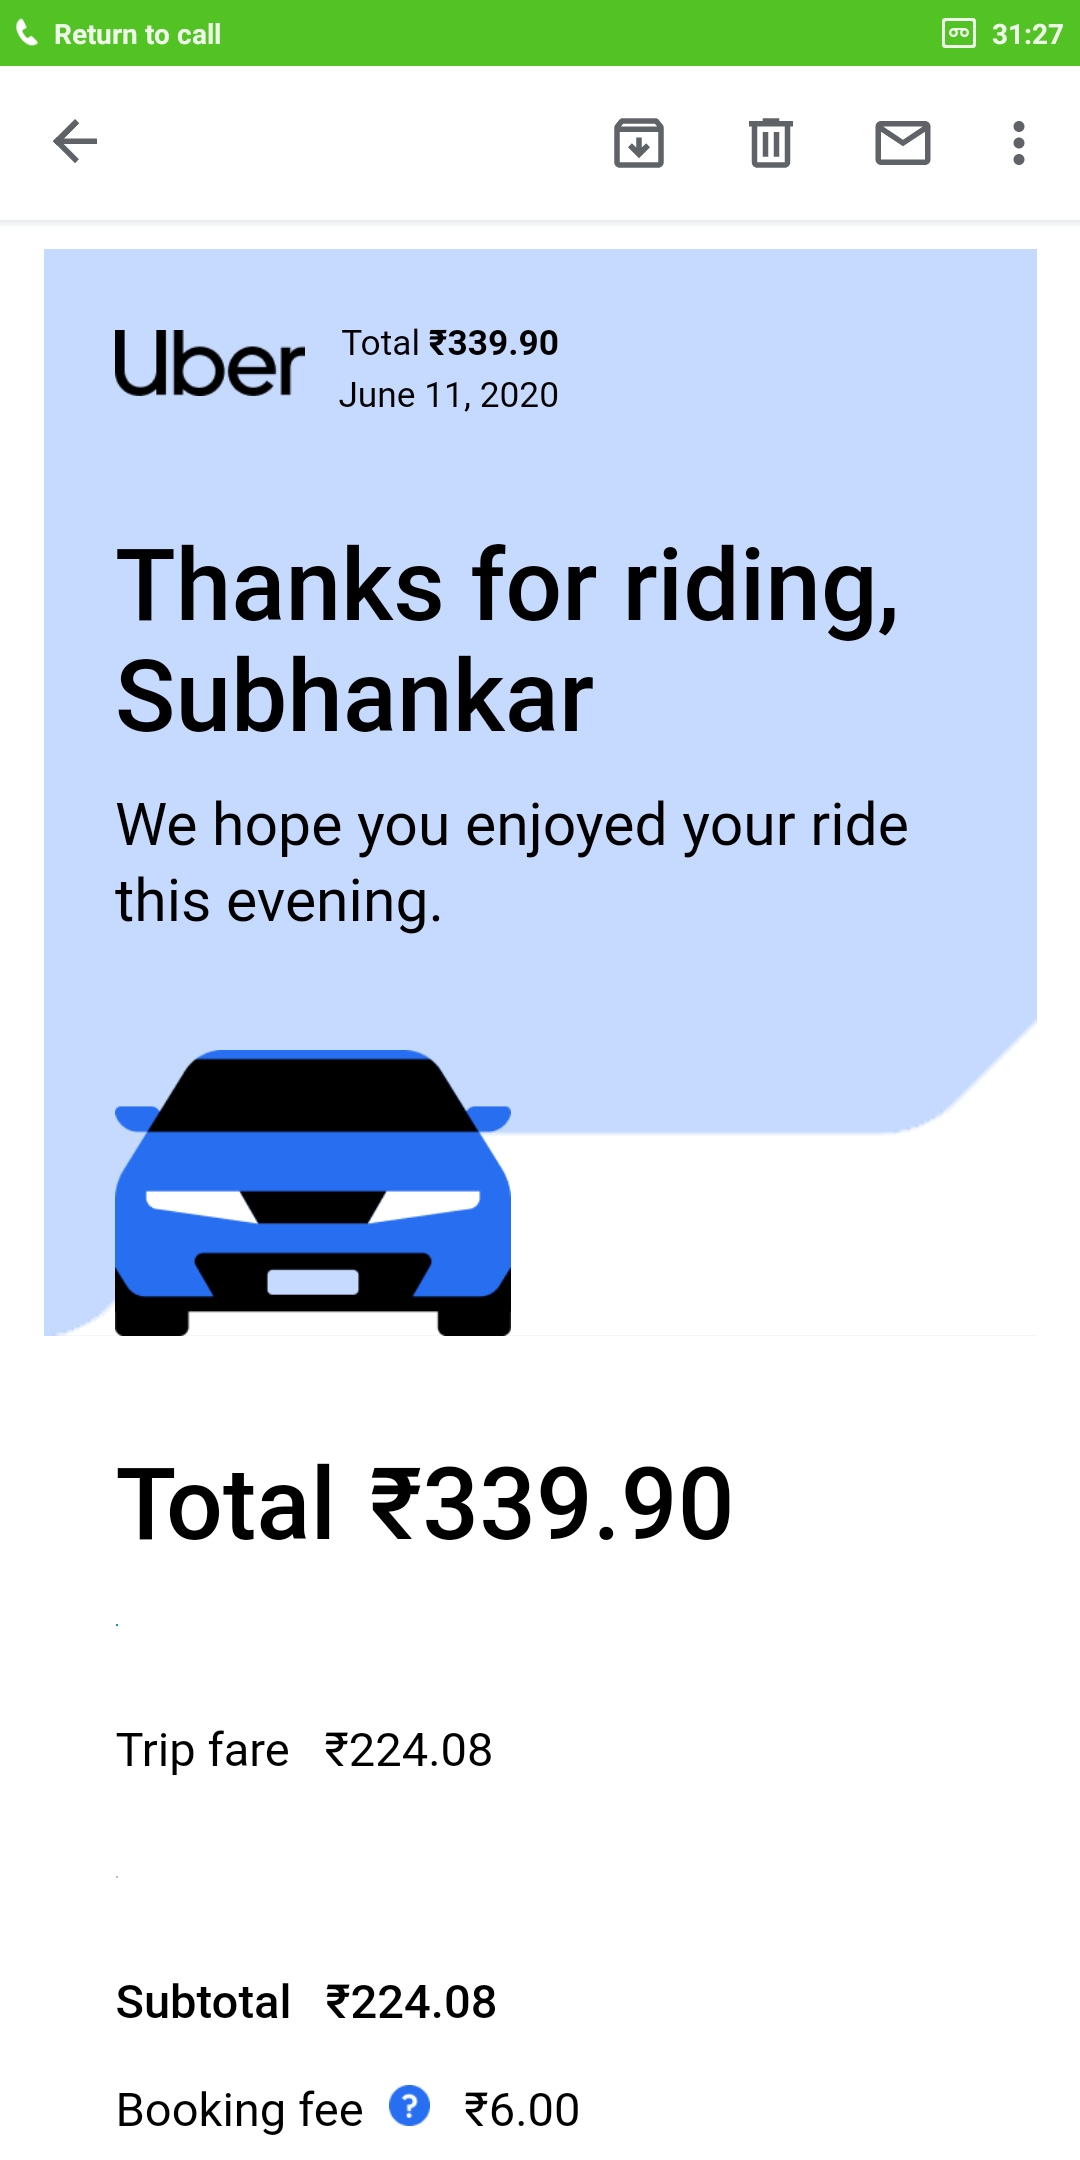 Return to call 31:27
Uber
Total ₹339.90
June 11, 2020
Thanks for riding,
Subhankar
We hope you enjoyed your ride
this evening.
Total ₹339.90
Trip fare ₹224.08
Subtotal ₹224.08
Booking fee ? ₹6.00